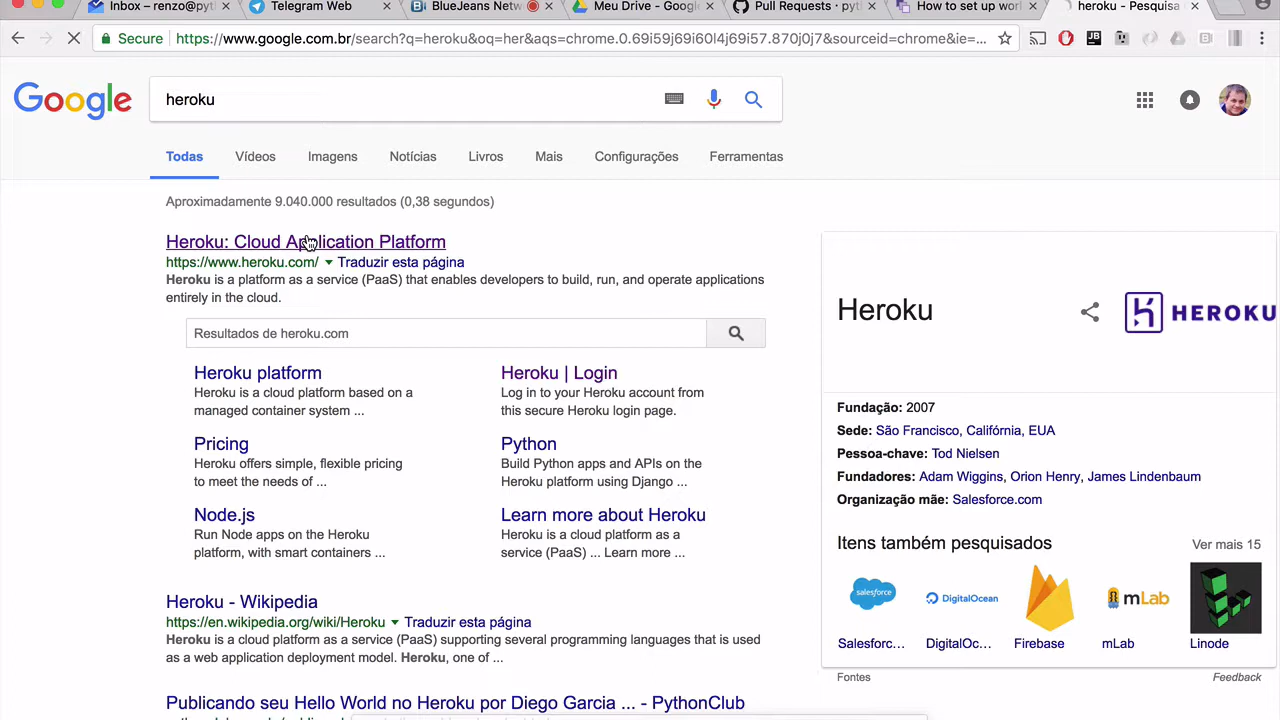 Inbox – renzo@pyt
Telegram Web
BlueJeans Netw
Meu Drive - Google
Pull Requests · pyth
How to set up work
heroku - Pesquisa
Secure https://www.google.com.br/search?q=heroku&oq=her&aqs=chrome.0.69i59j69i60l4j69i57.870j0j7&sourceid=chrome&ie=...
JB
Google
heroku
Todas Vídeos Imagens Notícias Livros Mais Configurações Ferramentas
Aproximadamente 9.040.000 resultados (0,38 segundos)
Heroku: Cloud Application Platform
https://www.heroku.com/ Traduzir esta página
Heroku is a platform as a service (PaaS) that enables developers to build, run, and operate applications
entirely in the cloud.
Resultados de heroku.com
Heroku platform
Heroku is a cloud platform based on a
managed container system ...
Heroku | Login
Log in to your Heroku account from
this secure Heroku login page.
Pricing
Heroku offers simple, flexible pricing
to meet the needs of ...
Python
Build Python apps and APIs on the
Heroku platform using Django ...
Node.js
Run Node apps on the Heroku
platform, with smart containers ...
Learn more about Heroku
Heroku is a cloud platform as a
service (PaaS) ... Learn more ...
Heroku - Wikipedia
https://en.wikipedia.org/wiki/Heroku Traduzir esta página
Heroku is a cloud platform as a service (PaaS) supporting several programming languages that is used
as a web application deployment model. Heroku, one of ...
Publicando seu Hello World no Heroku por Diego Garcia ... - PythonClub
Heroku
HEROKU
Fundação: 2007
Sede: São Francisco, Califórnia, EUA
Pessoa-chave: Tod Nielsen
Fundadores: Adam Wiggins, Orion Henry, James Lindenbaum
Organização mãe: Salesforce.com
Itens também pesquisados Ver mais 15
salesforce
DigitalOcean
mLab
Salesforc... DigitalOc... Firebase mLab Linode
Fontes Feedback